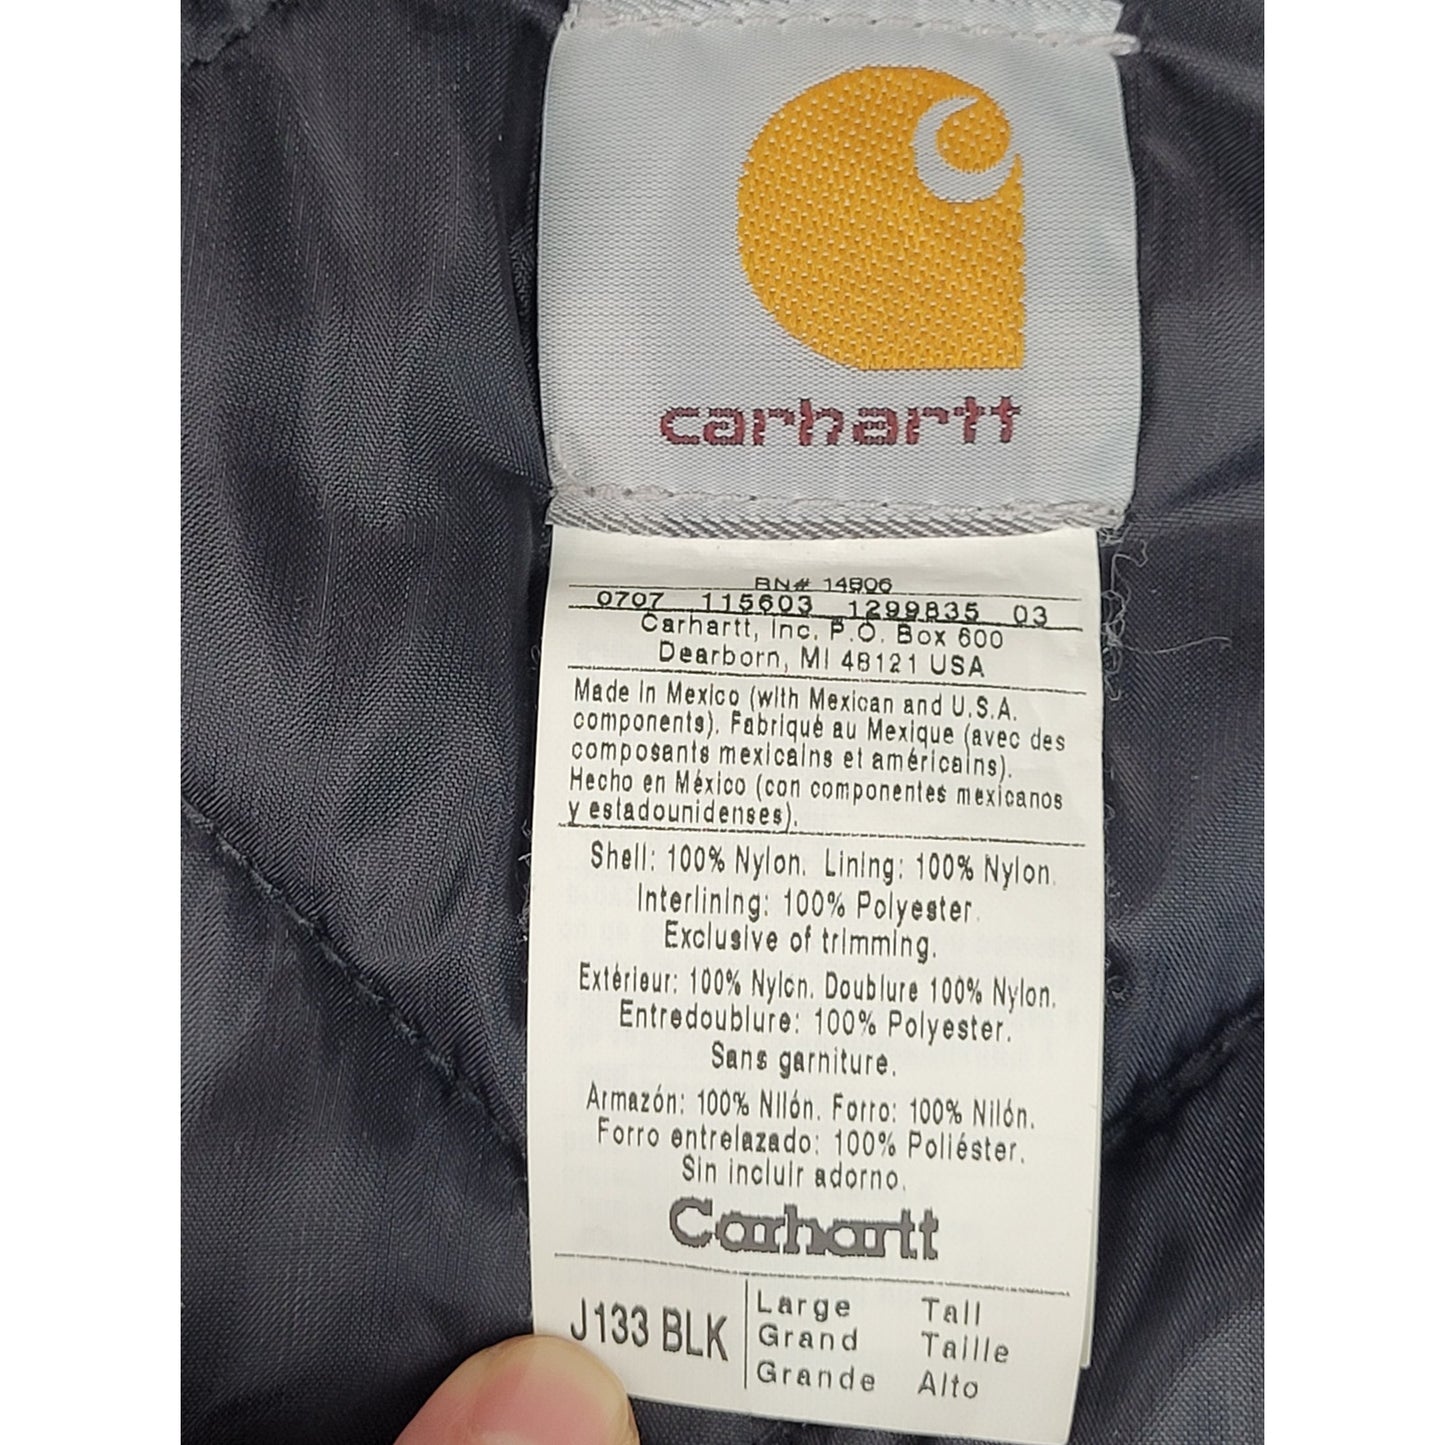 carhartt
RN# 14806
0707 115603 1299835 03
Carhartt, Inc. P.O. Box 600
Dearborn, MI 48121 USA
Made in Mexico (with Mexican and U.S.A.
components). Fabriqué au Mexique (avec des
composants mexicains et américains).
Hecho en México (con componentes mexicanos
y estadounidenses).
Shell: 100% Nylon. Lining: 100% Nylon.
Interlining: 100% Polyester.
Exclusive of trimming.
Extérieur: 100% Nylon. Doublure 100% Nylon.
Entredoublure: 100% Polyester.
Sans garniture.
Armazón: 100% Nilón. Forro: 100% Nilón.
Forro entrelazado: 100% Poliéster.
Sin incluir adorno.
Carhartt
J133 BLK
Large Tall
Grand Taille
Grande Alto